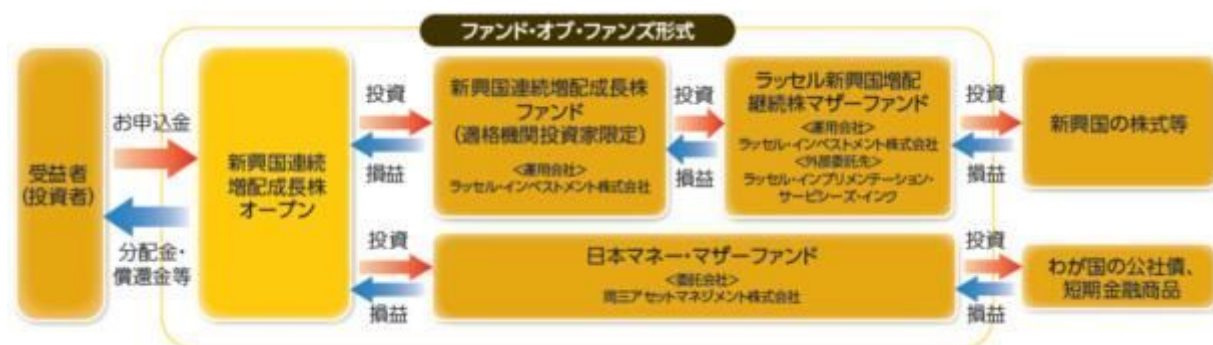 ファンド・オブ・ファンズ形式
受益者
(投資者)
お申込金
分配金・
償還金等
新興国連続
増配成長株
オープン
投資
損益
新興国連続増配成長株
ファンド
(適格機関投資家限定)
<運用会社>
ラッセル・インベストメント株式会社
投資
損益
ラッセル新興国増配
継続株マザーファンド
<運用会社>
ラッセル・インベストメント株式会社
<外部委託先>
ラッセル・インプリメンテーション・
サービシーズ・インク
投資
損益
新興国の株式等
投資
損益
日本マネー・マザーファンド
<委託会社>
岡三アセットマネジメント株式会社
投資
損益
わが国の公社債、
短期金融商品